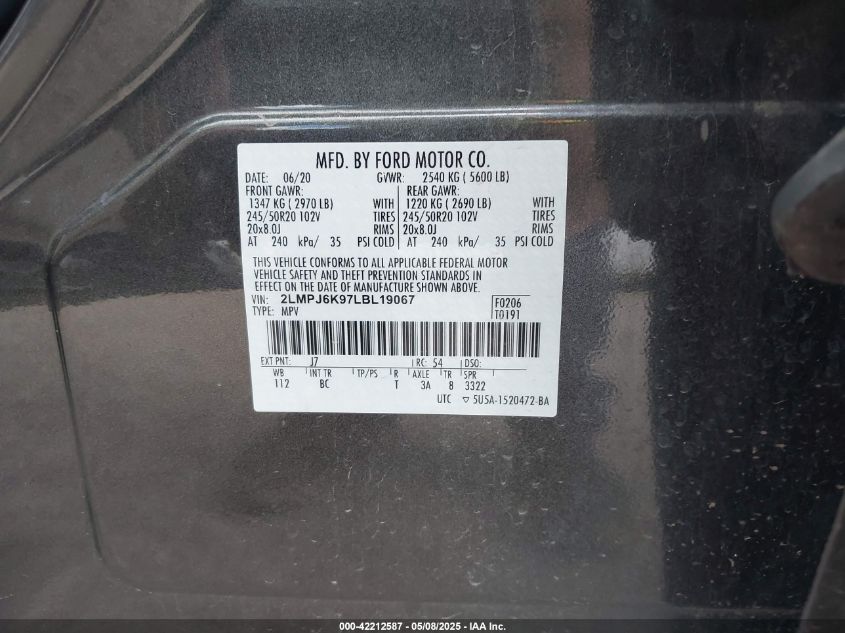 MFD. BY FORD MOTOR CO.
DATE: 06/20 GVWR: 2540 KG ( 5600 LB)
FRONT GAWR: REAR GAWR:
1347 KG ( 2970 LB) WITH 1220 KG ( 2690 LB) WITH
245/50R20 102V TIRES 245/50R20 102V TIRES
20x8.0J RIMS 20x8.0J RIMS
AT 240 kPa/ 35 PSI COLD AT 240 kPa/ 35 PSI COLD
THIS VEHICLE CONFORMS TO ALL APPLICABLE FEDERAL MOTOR
VEHICLE SAFETY AND THEFT PREVENTION STANDARDS IN
EFFECT ON THE DATE OF MANUFACTURE SHOWN ABOVE.
VIN: 2LMPJ6K97LBL19067 F0206
TYPE: MPV T0191
EXT PNT: J7 RC: 54 DSO:
WB INT TR TP/PS R AXLE TR SPR
112 BC T 3A 8 3322
UTC ▽ 5U5A-1520472-BA
000-42212587 - 05/08/2025 - IAA Inc.